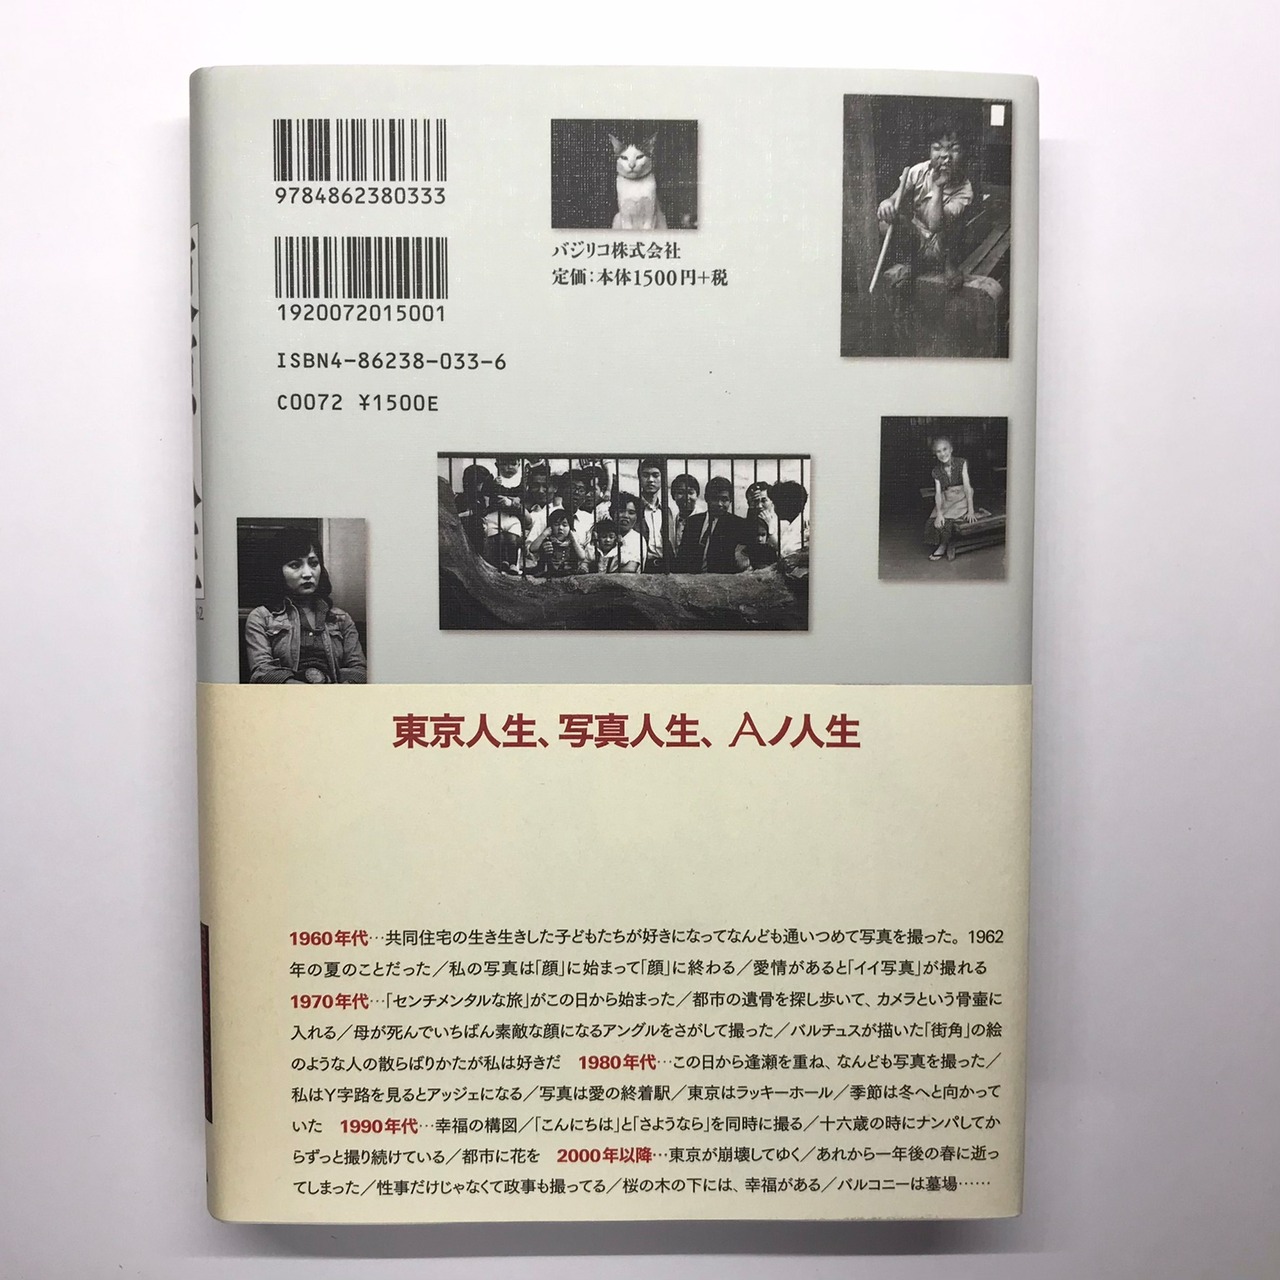 9784862380333
バジリコ株式会社
定価:本体1500円+税
1920072015001
ISBN4-86238-033-6
C0072 ¥1500E
東京人生、写真人生、Aノ人生
1960年代…共同住宅の生き生きした子どもたちが好きになってなんども通いつめて写真を撮った。1962
年の夏のことだった/私の写真は「顔」に始まって「顔」に終わる/愛情があると「イイ写真」が撮れる
1970年代…「センチメンタルな旅」がこの日から始まった/都市の遺骨を探し歩いて、カメラという骨壷に
入れる/母が死んでいちばん素敵な顔になるアングルをさがして撮った/バルチュスが描いた「街角」の絵
のような人の散らばりかたが私は好きだ 1980年代…この日から逢瀬を重ね、なんども写真を撮った/
私はY字路を見るとアッジェになる/写真は愛の終着駅/東京はラッキーホール/季節は冬へと向かって
いた 1990年代…幸福の構図/「こんにちは」と「さようなら」を同時に撮る/十六歳の時にナンパしてか
らずっと撮り続けている/都市に花を 2000年以降…東京が崩壊してゆく/あれから一年後の春に逝っ
てしまった/性事だけじゃなくて政事も撮ってる/桜の木の下には、幸福がある/バルコニーは墓場……